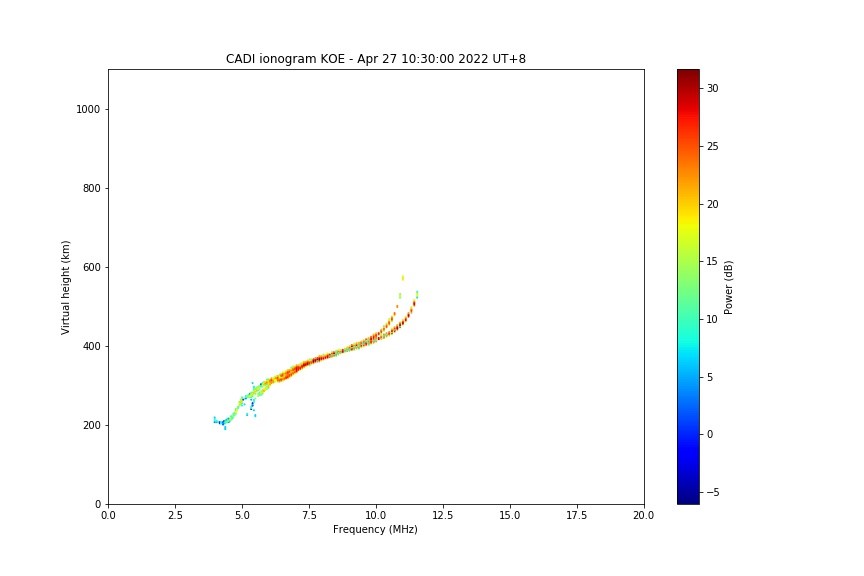 CADI ionogram KOE - Apr 27 10:30:00 2022 UT+8
1000
800
600
400
200
0
Virtual height (km)
0.0 2.5 5.0 7.5 10.0 12.5 15.0 17.5 20.0
Frequency (MHz)
30
25
20
15
10
5
0
−5
Power (dB)